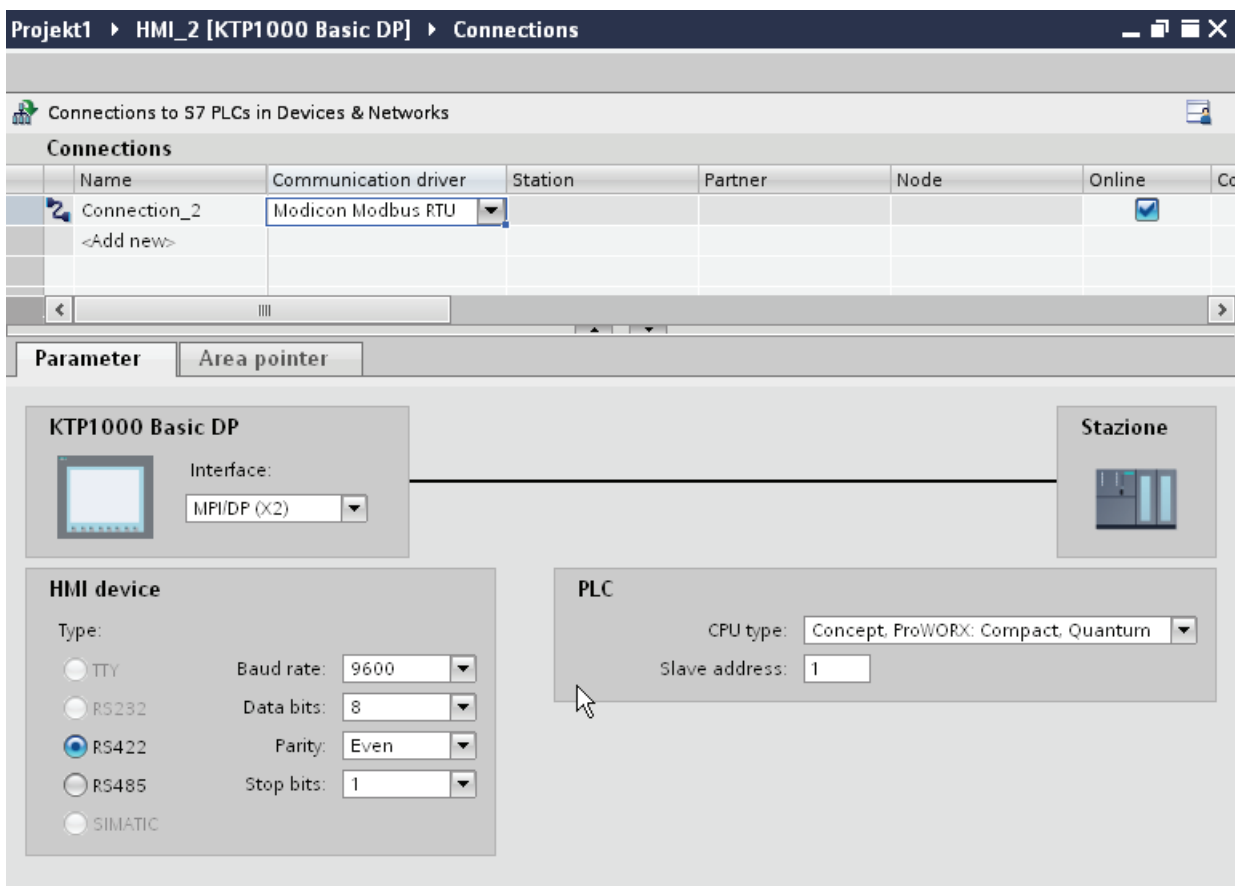 Projekt1 HMI_2 [KTP1000 Basic DP] Connections
Connections to S7 PLCs in Devices & Networks
Connections
Name Communication driver Station Partner Node Online Co
Connection_2 Modicon Modbus RTU
<Add new>
Parameter Area pointer
KTP1000 Basic DP
Interface:
MPI/DP (X2)
Stazione
HMI device
Type:
TTY
RS232
RS422
RS485
SIMATIC
Baud rate: 9600
Data bits: 8
Parity: Even
Stop bits: 1
PLC
CPU type: Concept, ProWORX: Compact, Quantum
Slave address: 1